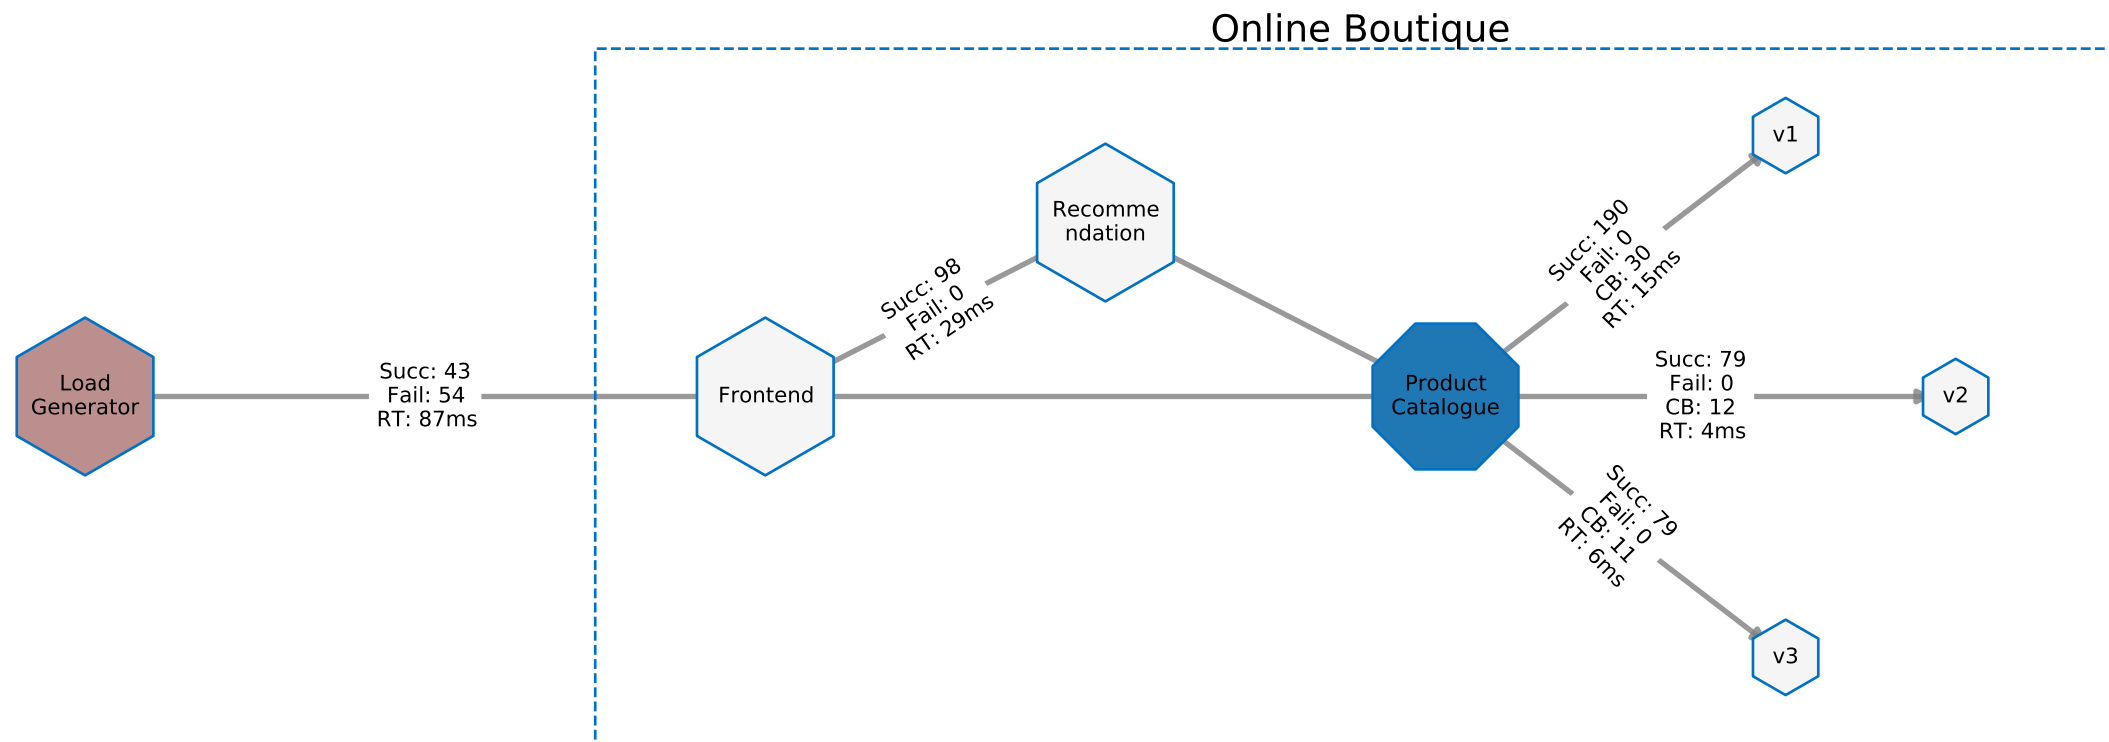 Online Boutique
Load
Generator
Succ: 43
Fail: 54
RT: 87ms
Frontend
Succ: 98
Fail: 0
RT: 29ms
Recomme
ndation
Product
Catalogue
Succ: 190
Fail: 0
CB: 30
RT: 15ms
v1
Succ: 79
Fail: 0
CB: 12
RT: 4ms
v2
Succ: 79
Fail: 0
CB: 11
RT: 6ms
v3